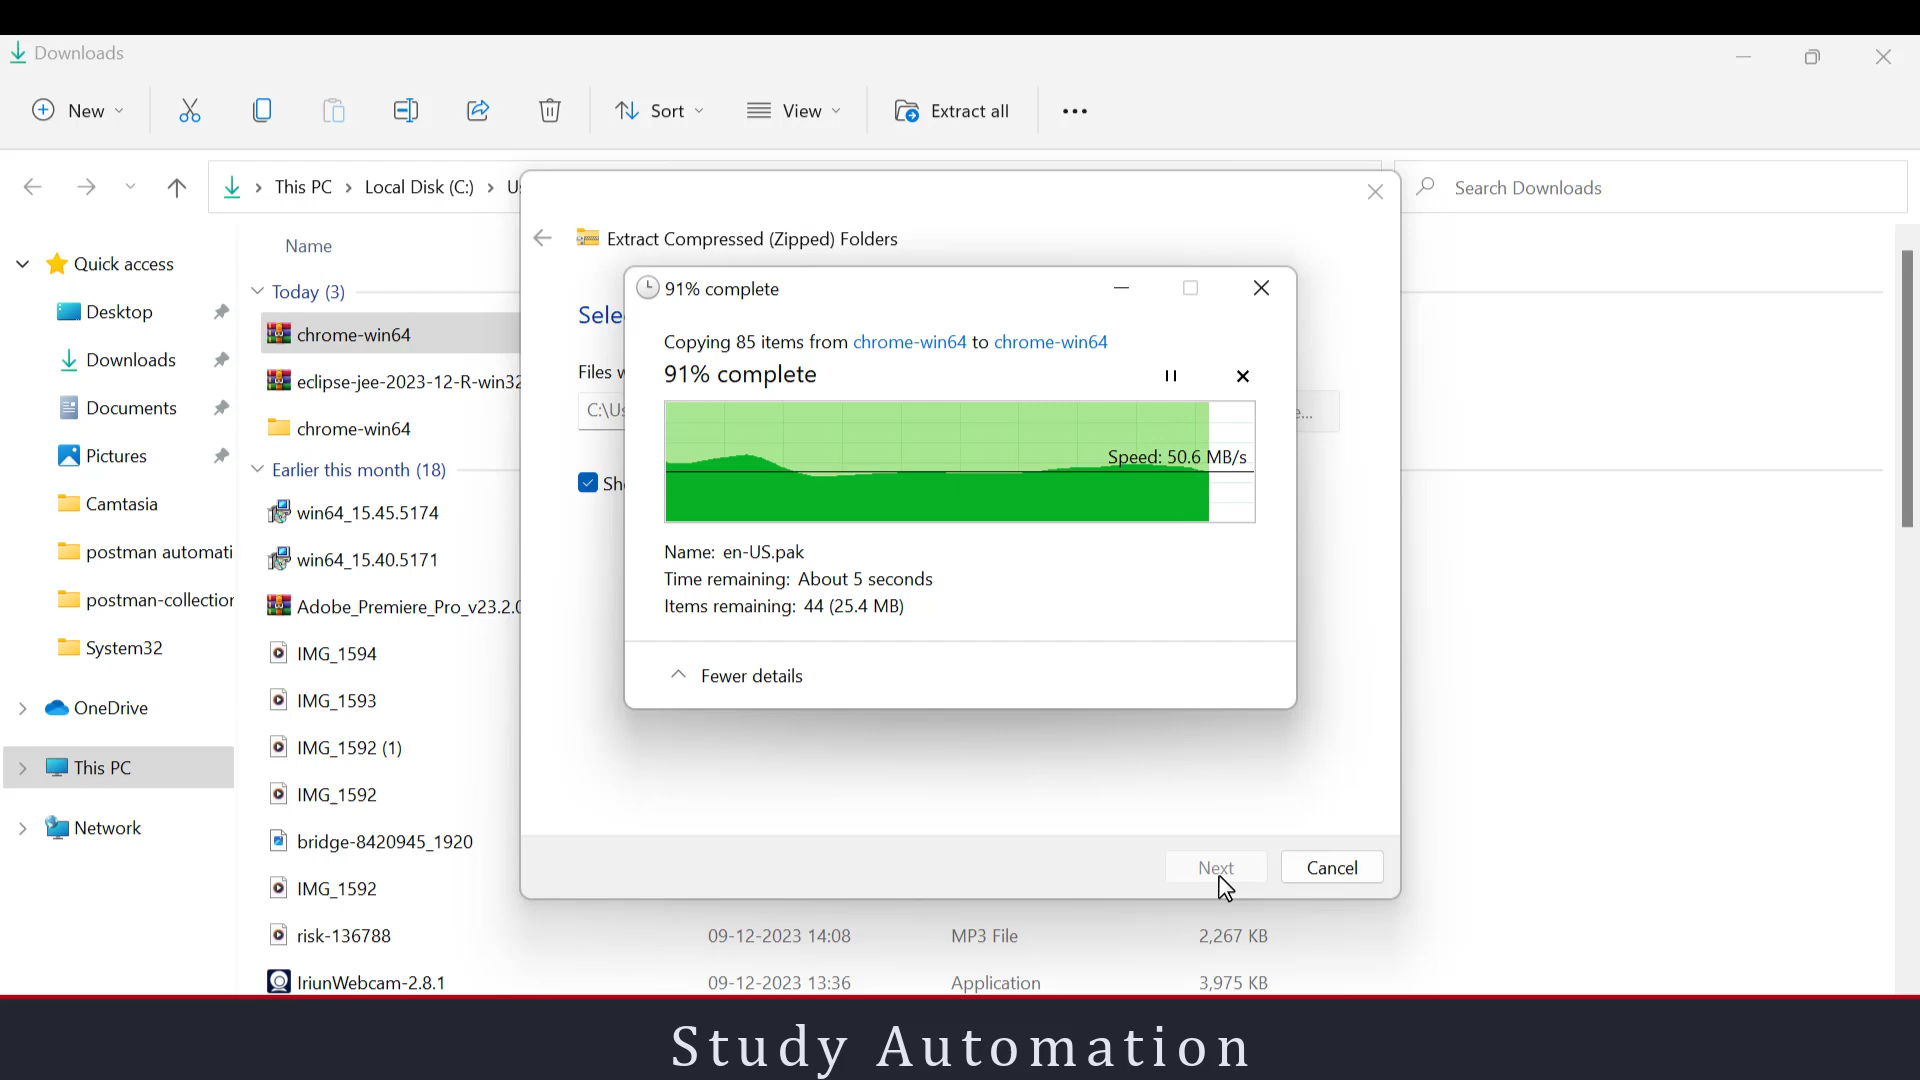 Downloads
New
Sort
View
Extract all
This PC
Local Disk (C:)
Search Downloads
Extract Compressed (Zipped) Folders
Name
Quick access
Desktop
Downloads
Documents
Pictures
Camtasia
postman automati
postman-collection
System32
OneDrive
This PC
Network
Today (3)
chrome-win64
eclipse-jee-2023-12-R-win32
chrome-win64
Earlier this month (18)
win64_15.45.5174
win64_15.40.5171
Adobe_Premiere_Pro_v23.2.0
IMG_1594
IMG_1593
IMG_1592 (1)
IMG_1592
bridge-8420945_1920
IMG_1592
risk-136788 09-12-2023 14:08 MP3 File 2,267 KB
IriunWebcam-2.8.1 09-12-2023 13:36 Application 3,975 KB
Files
C:\Us
91% complete
Copying 85 items from chrome-win64 to chrome-win64
91% complete
Speed: 50.6 MB/s
Name: en-US.pak
Time remaining: About 5 seconds
Items remaining: 44 (25.4 MB)
Fewer details
Next
Cancel
Study Automation